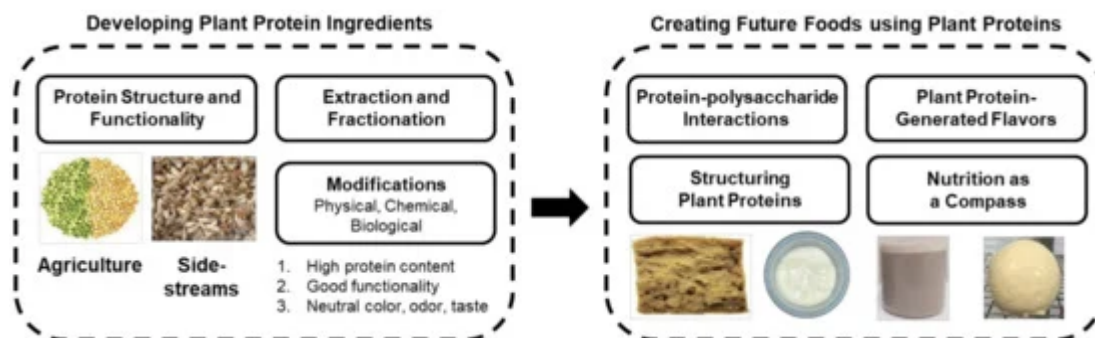 Developing Plant Protein Ingredients
Protein Structure and
Functionality
Extraction and
Fractionation
Modifications
Physical, Chemical,
Biological
Agriculture
Side-
streams
1. High protein content
2. Good functionality
3. Neutral color, odor, taste
Creating Future Foods using Plant Proteins
Protein-polysaccharide
Interactions
Plant Protein-
Generated Flavors
Structuring
Plant Proteins
Nutrition as
a Compass